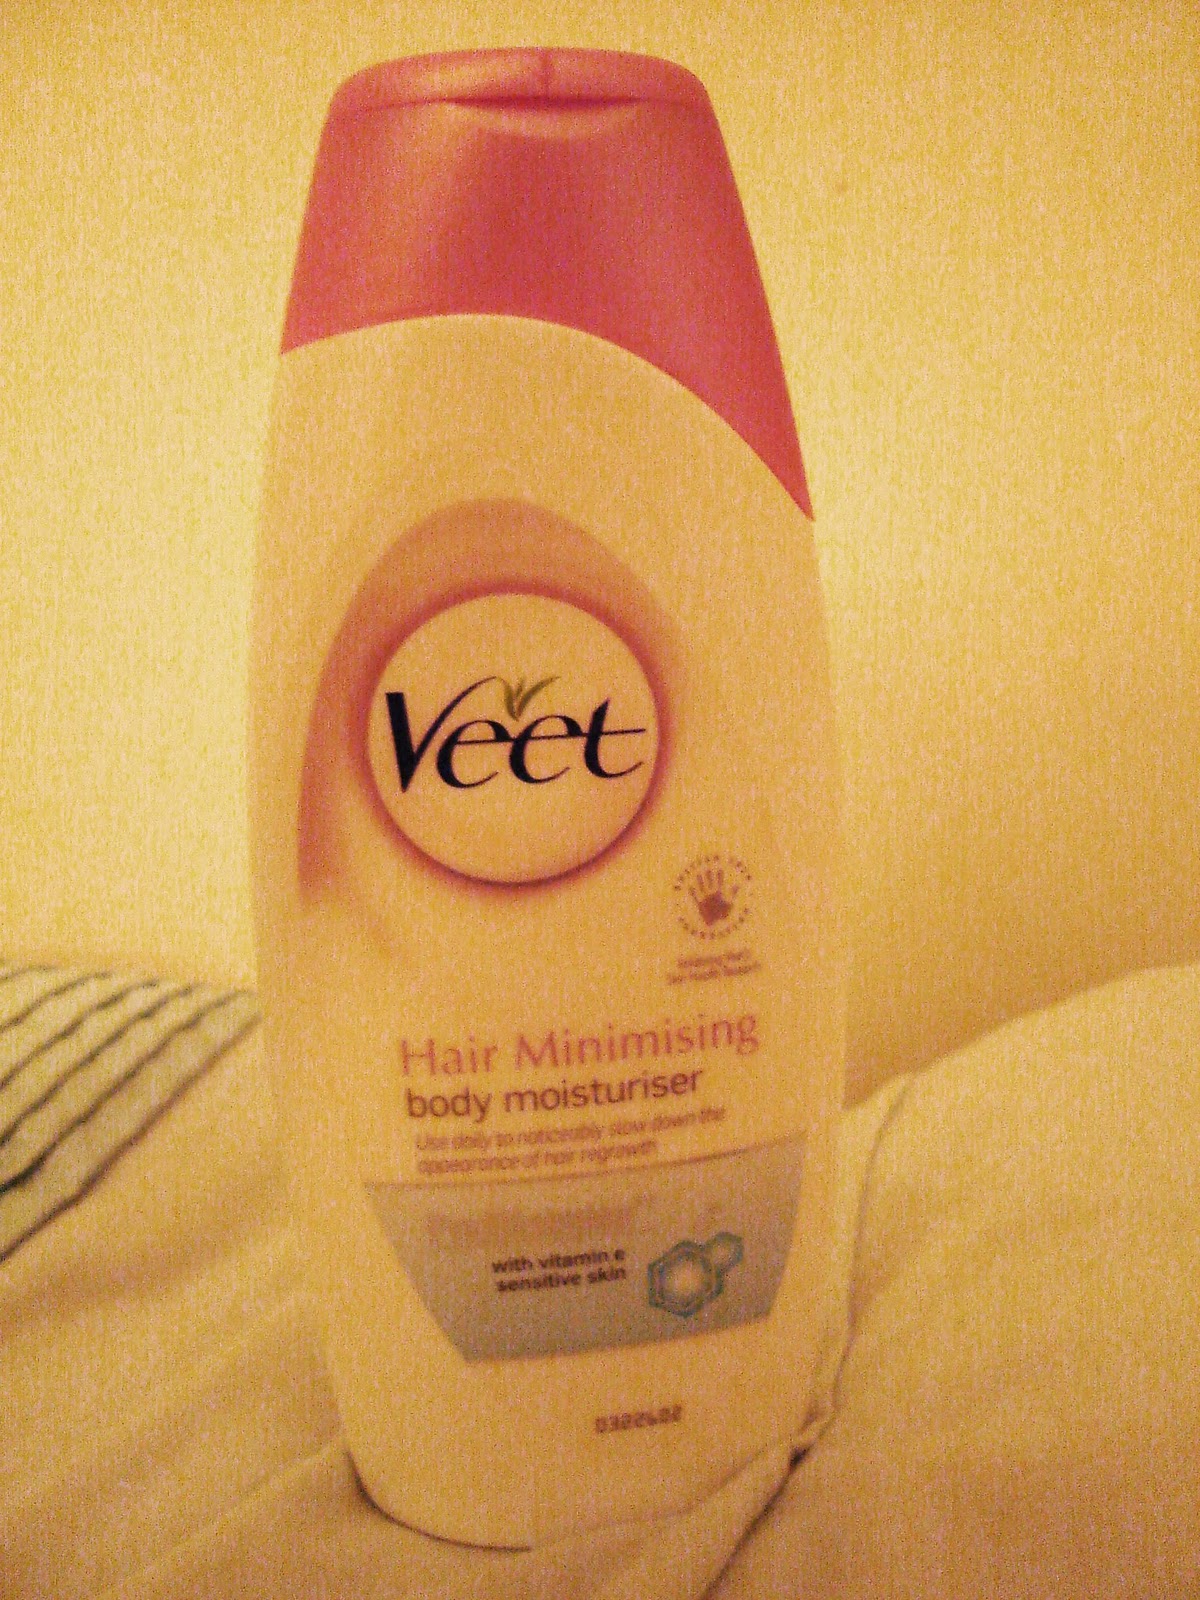 Veet
Hair Minimising
body moisturiser
Use daily to noticeably slow down the
appearance of hair regrowth
with vitamin e
sensitive skin